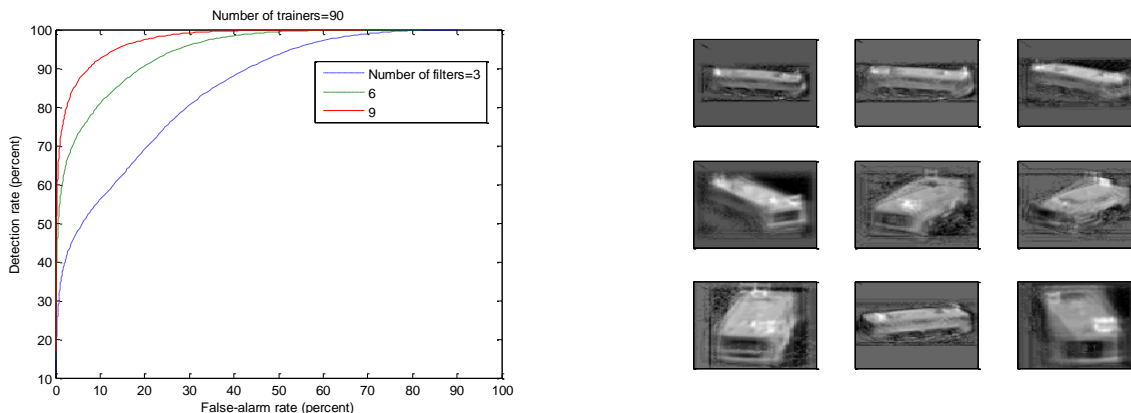 Number of trainers=90
100
90
80
70
60
50
40
30
20
10
Detection rate (percent)
Number of filters=3
6
9
0 10 20 30 40 50 60 70 80 90 100
False-alarm rate (percent)